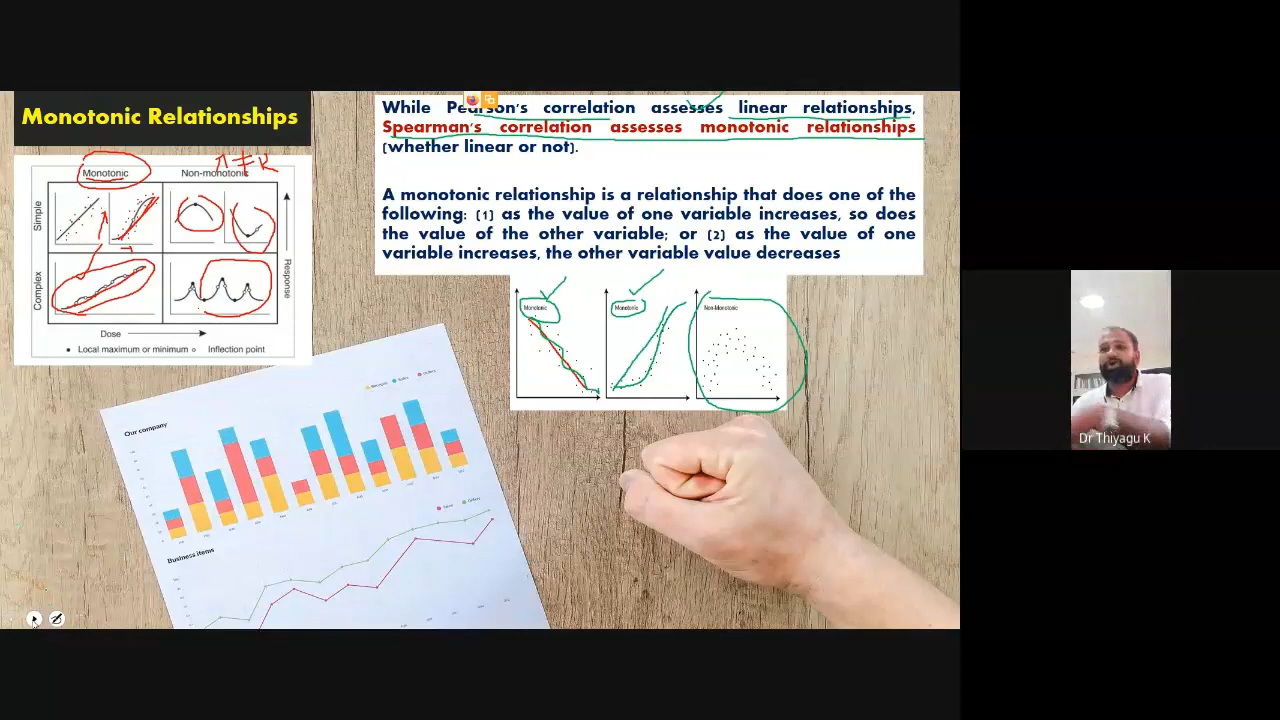 Monotonic Relationships
Monotonic
Non-monotonic
Simple
Complex
Response
Dose
Local maximum or minimum
Inflection point
While Pearson's correlation assesses linear relationships,
Spearman's correlation assesses monotonic relationships
(whether linear or not).
A monotonic relationship is a relationship that does one of the
following: (1) as the value of one variable increases, so does
the value of the other variable; or (2) as the value of one
variable increases, the other variable value decreases
Monotonic
Monotonic
Non-Monotonic
Our company
Business items
Dr Thiyagu K